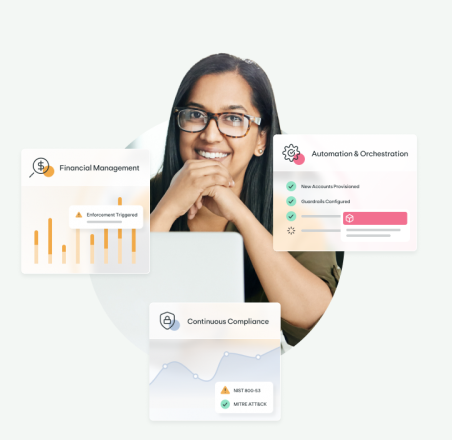 Financial Management
Enforcement Triggered
Automation & Orchestration
New Accounts Provisioned
Guardrails Configured
Continuous Compliance
NIST 800-53
MITRE ATT&CK